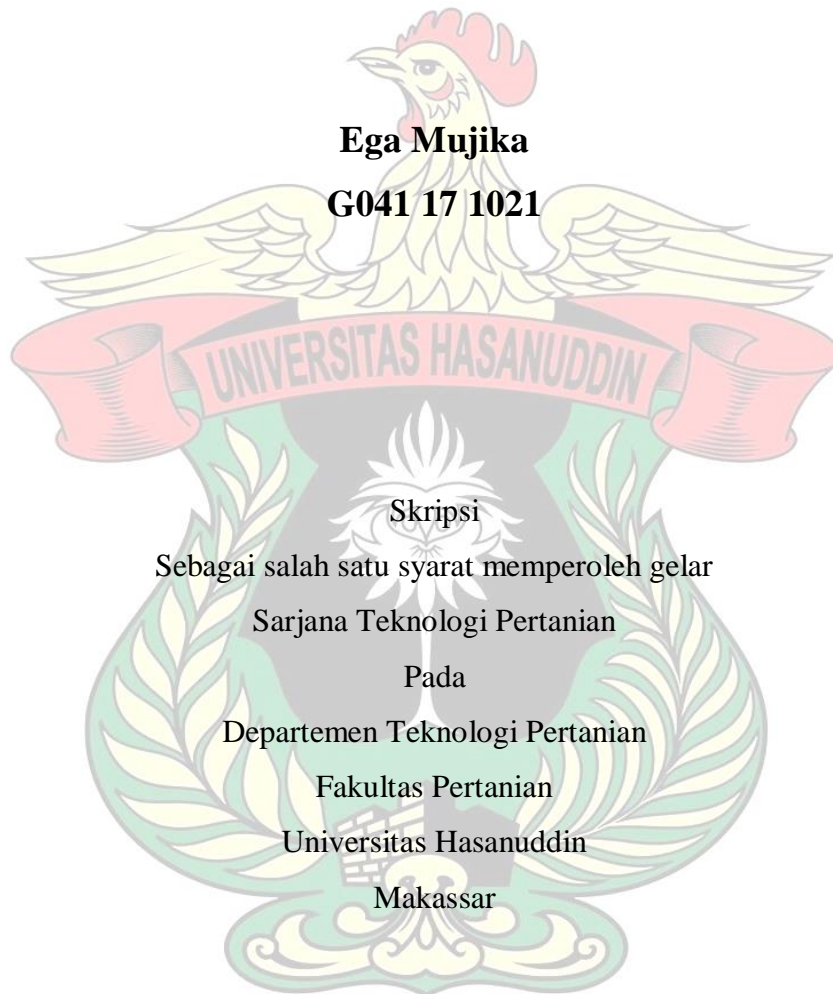 Ega Mujika
G041 17 1021
UNIVERSITAS HASANUDDIN
Skripsi
Sebagai salah satu syarat memperoleh gelar
Sarjana Teknologi Pertanian
Pada
Departemen Teknologi Pertanian
Fakultas Pertanian
Universitas Hasanuddin
Makassar